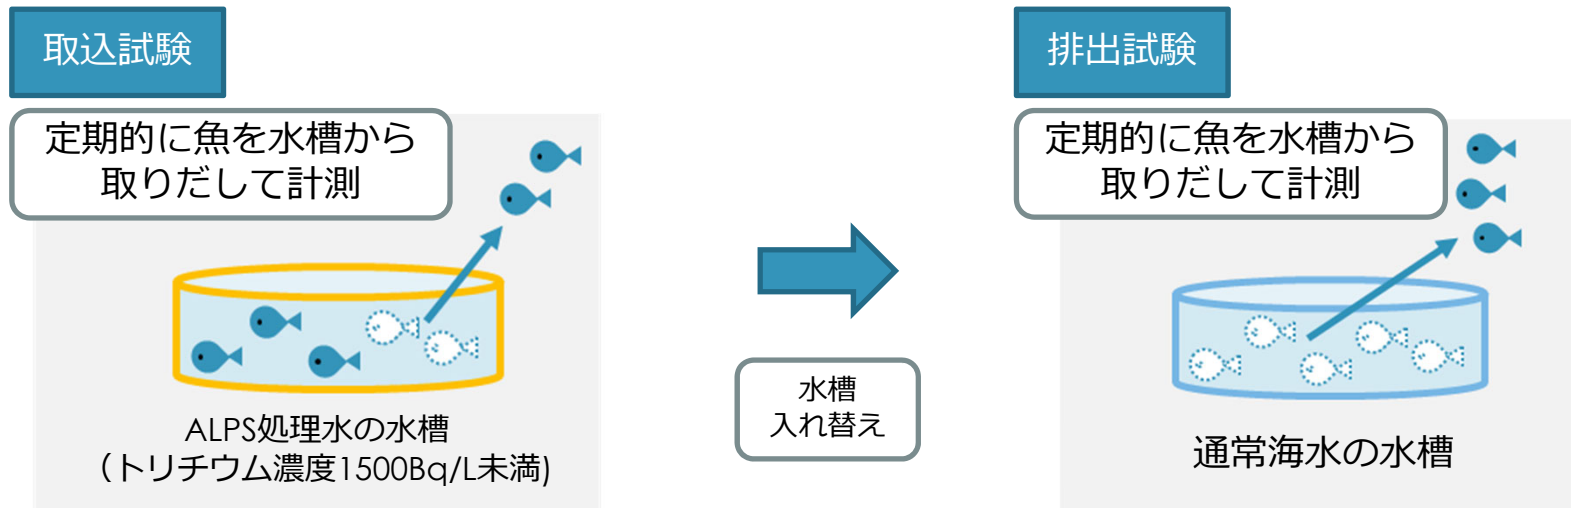 取込試験
定期的に魚を水槽から
取りだして計測
ALPS処理水の水槽
（トリチウム濃度1500Bq/L未満)
水槽
入れ替え
排出試験
定期的に魚を水槽から
取りだして計測
通常海水の水槽